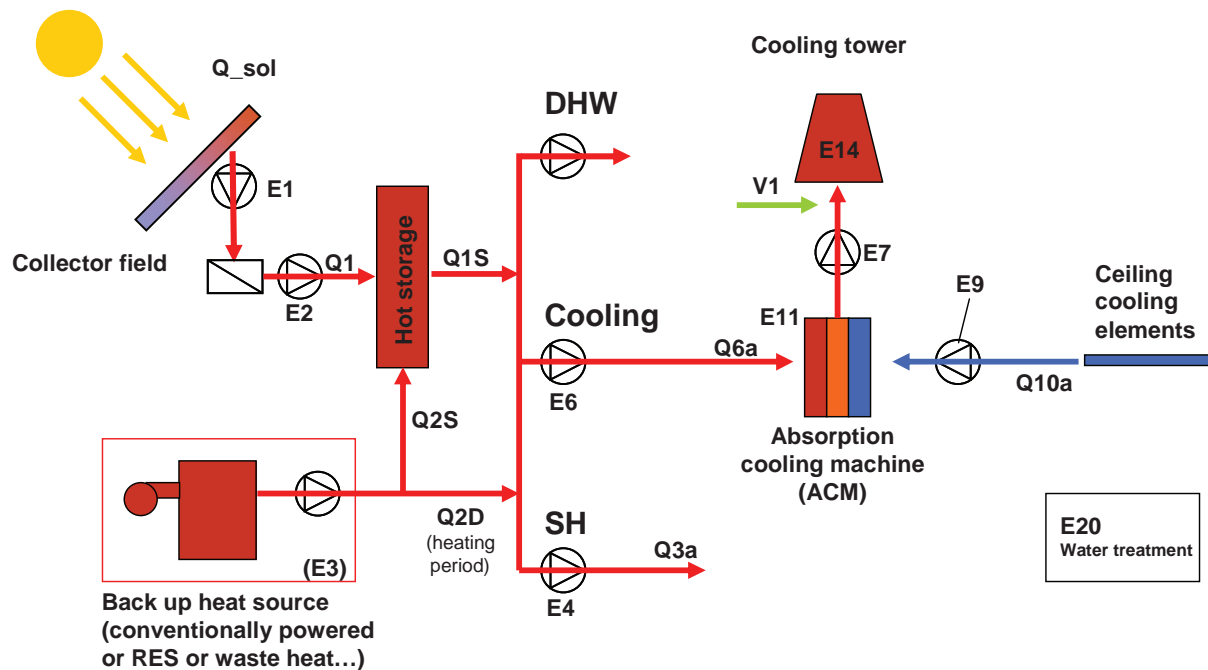 Q_sol
Cooling tower
DHW
E14
E1
V1
Collector field
Q1
E2
Hot storage
Q1S
E7
E9
Ceiling
cooling
elements
Cooling
E11
Q6a
E6
Q10a
Q2S
Absorption
cooling machine
(ACM)
(E3)
Q2D
(heating
period)
SH
Q3a
E4
E20
Water treatment
Back up heat source
(conventionally powered
or RES or waste heat…)